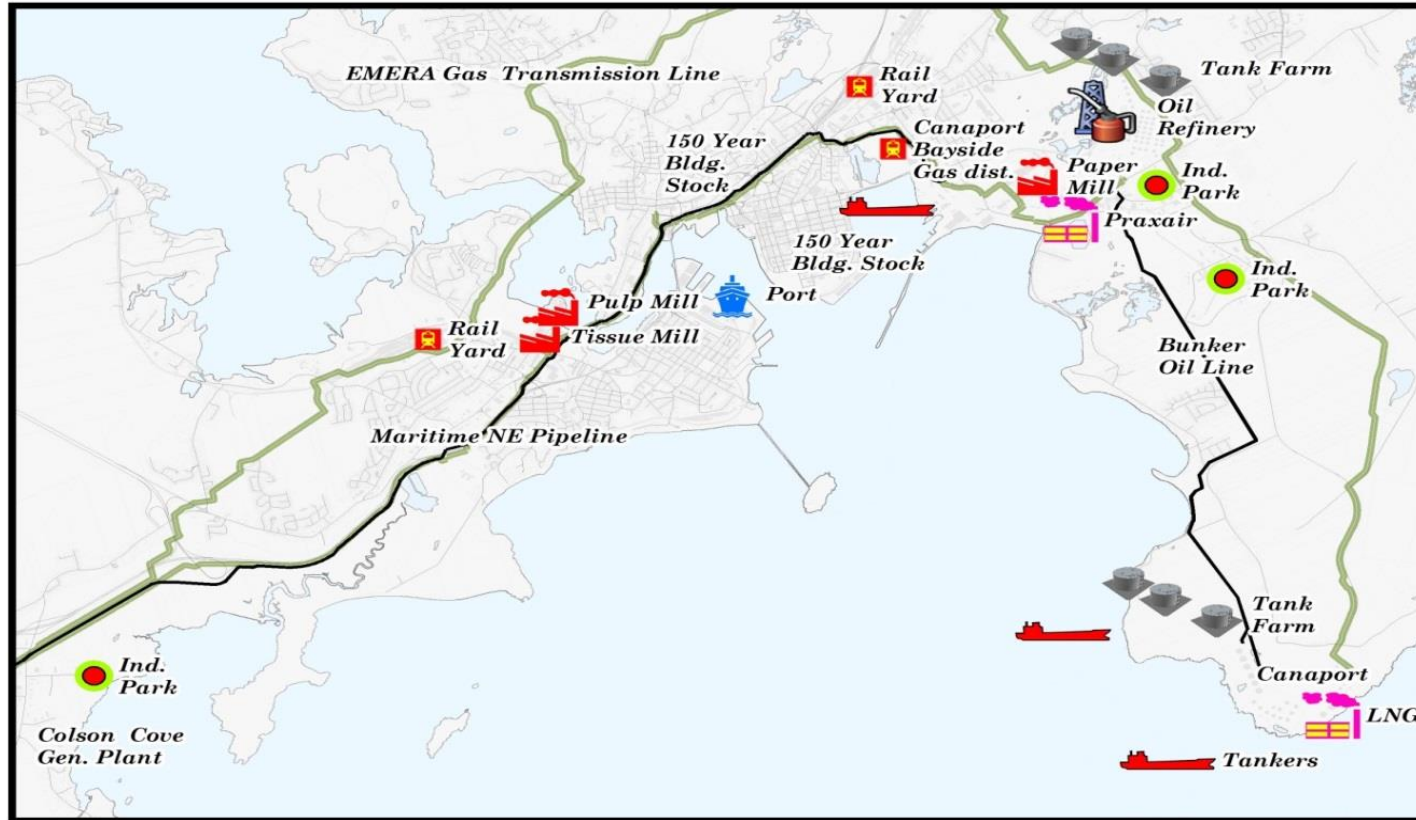 EMERA Gas Transmission Line
Rail
Yard
Tank Farm
Oil
Refinery
150 Year
Bldg.
Stock
Canaport
Bayside
Gas dist.
Paper
Mill
Ind.
Park
Praxair
150 Year
Bldg. Stock
Ind.
Park
Pulp Mill
Port
Rail
Yard
Tissue Mill
Bunker
Oil Line
Maritime NE Pipeline
Tank
Farm
Ind.
Park
Canaport
LNG
Colson Cove
Gen. Plant
Tankers